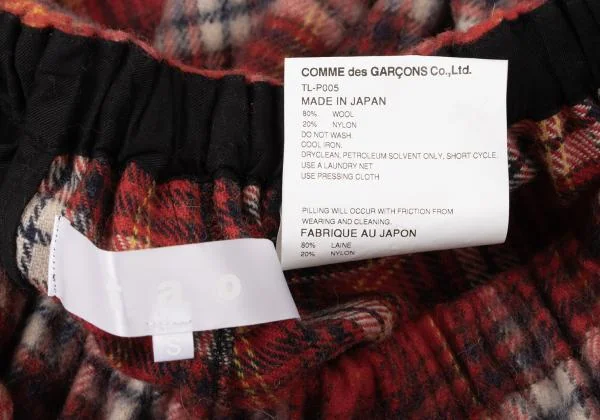 COMME des GARÇONS Co.,Ltd.
TL-P005
MADE IN JAPAN
80% WOOL
20% NYLON
DO NOT WASH.
COOL IRON.
DRYCLEAN, PETROLEUM SOLVENT ONLY, SHORT CYCLE.
USE A LAUNDRY NET
USE PRESSING CLOTH
PILLING WILL OCCUR WITH FRICTION FROM
WEARING AND CLEANING.
FABRIQUE AU JAPON
80% LAINE
20% NYLON
tao
S